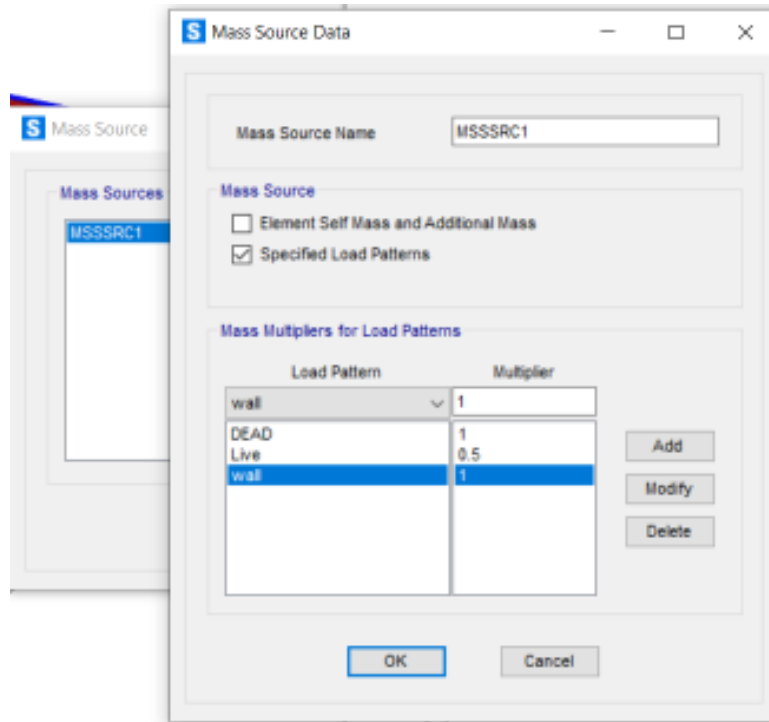 S Mass Source Data
Mass Source Name MSSSRC1
S Mass Source
Mass Sources
MSSSRC1
Mass Source
Element Self Mass and Additional Mass
Specified Load Patterns
Mass Multipliers for Load Patterns
Load Pattern Multiplier
wall 1
DEAD 1
Live 0.5
wall 1
Add
Modify
Delete
OK Cancel